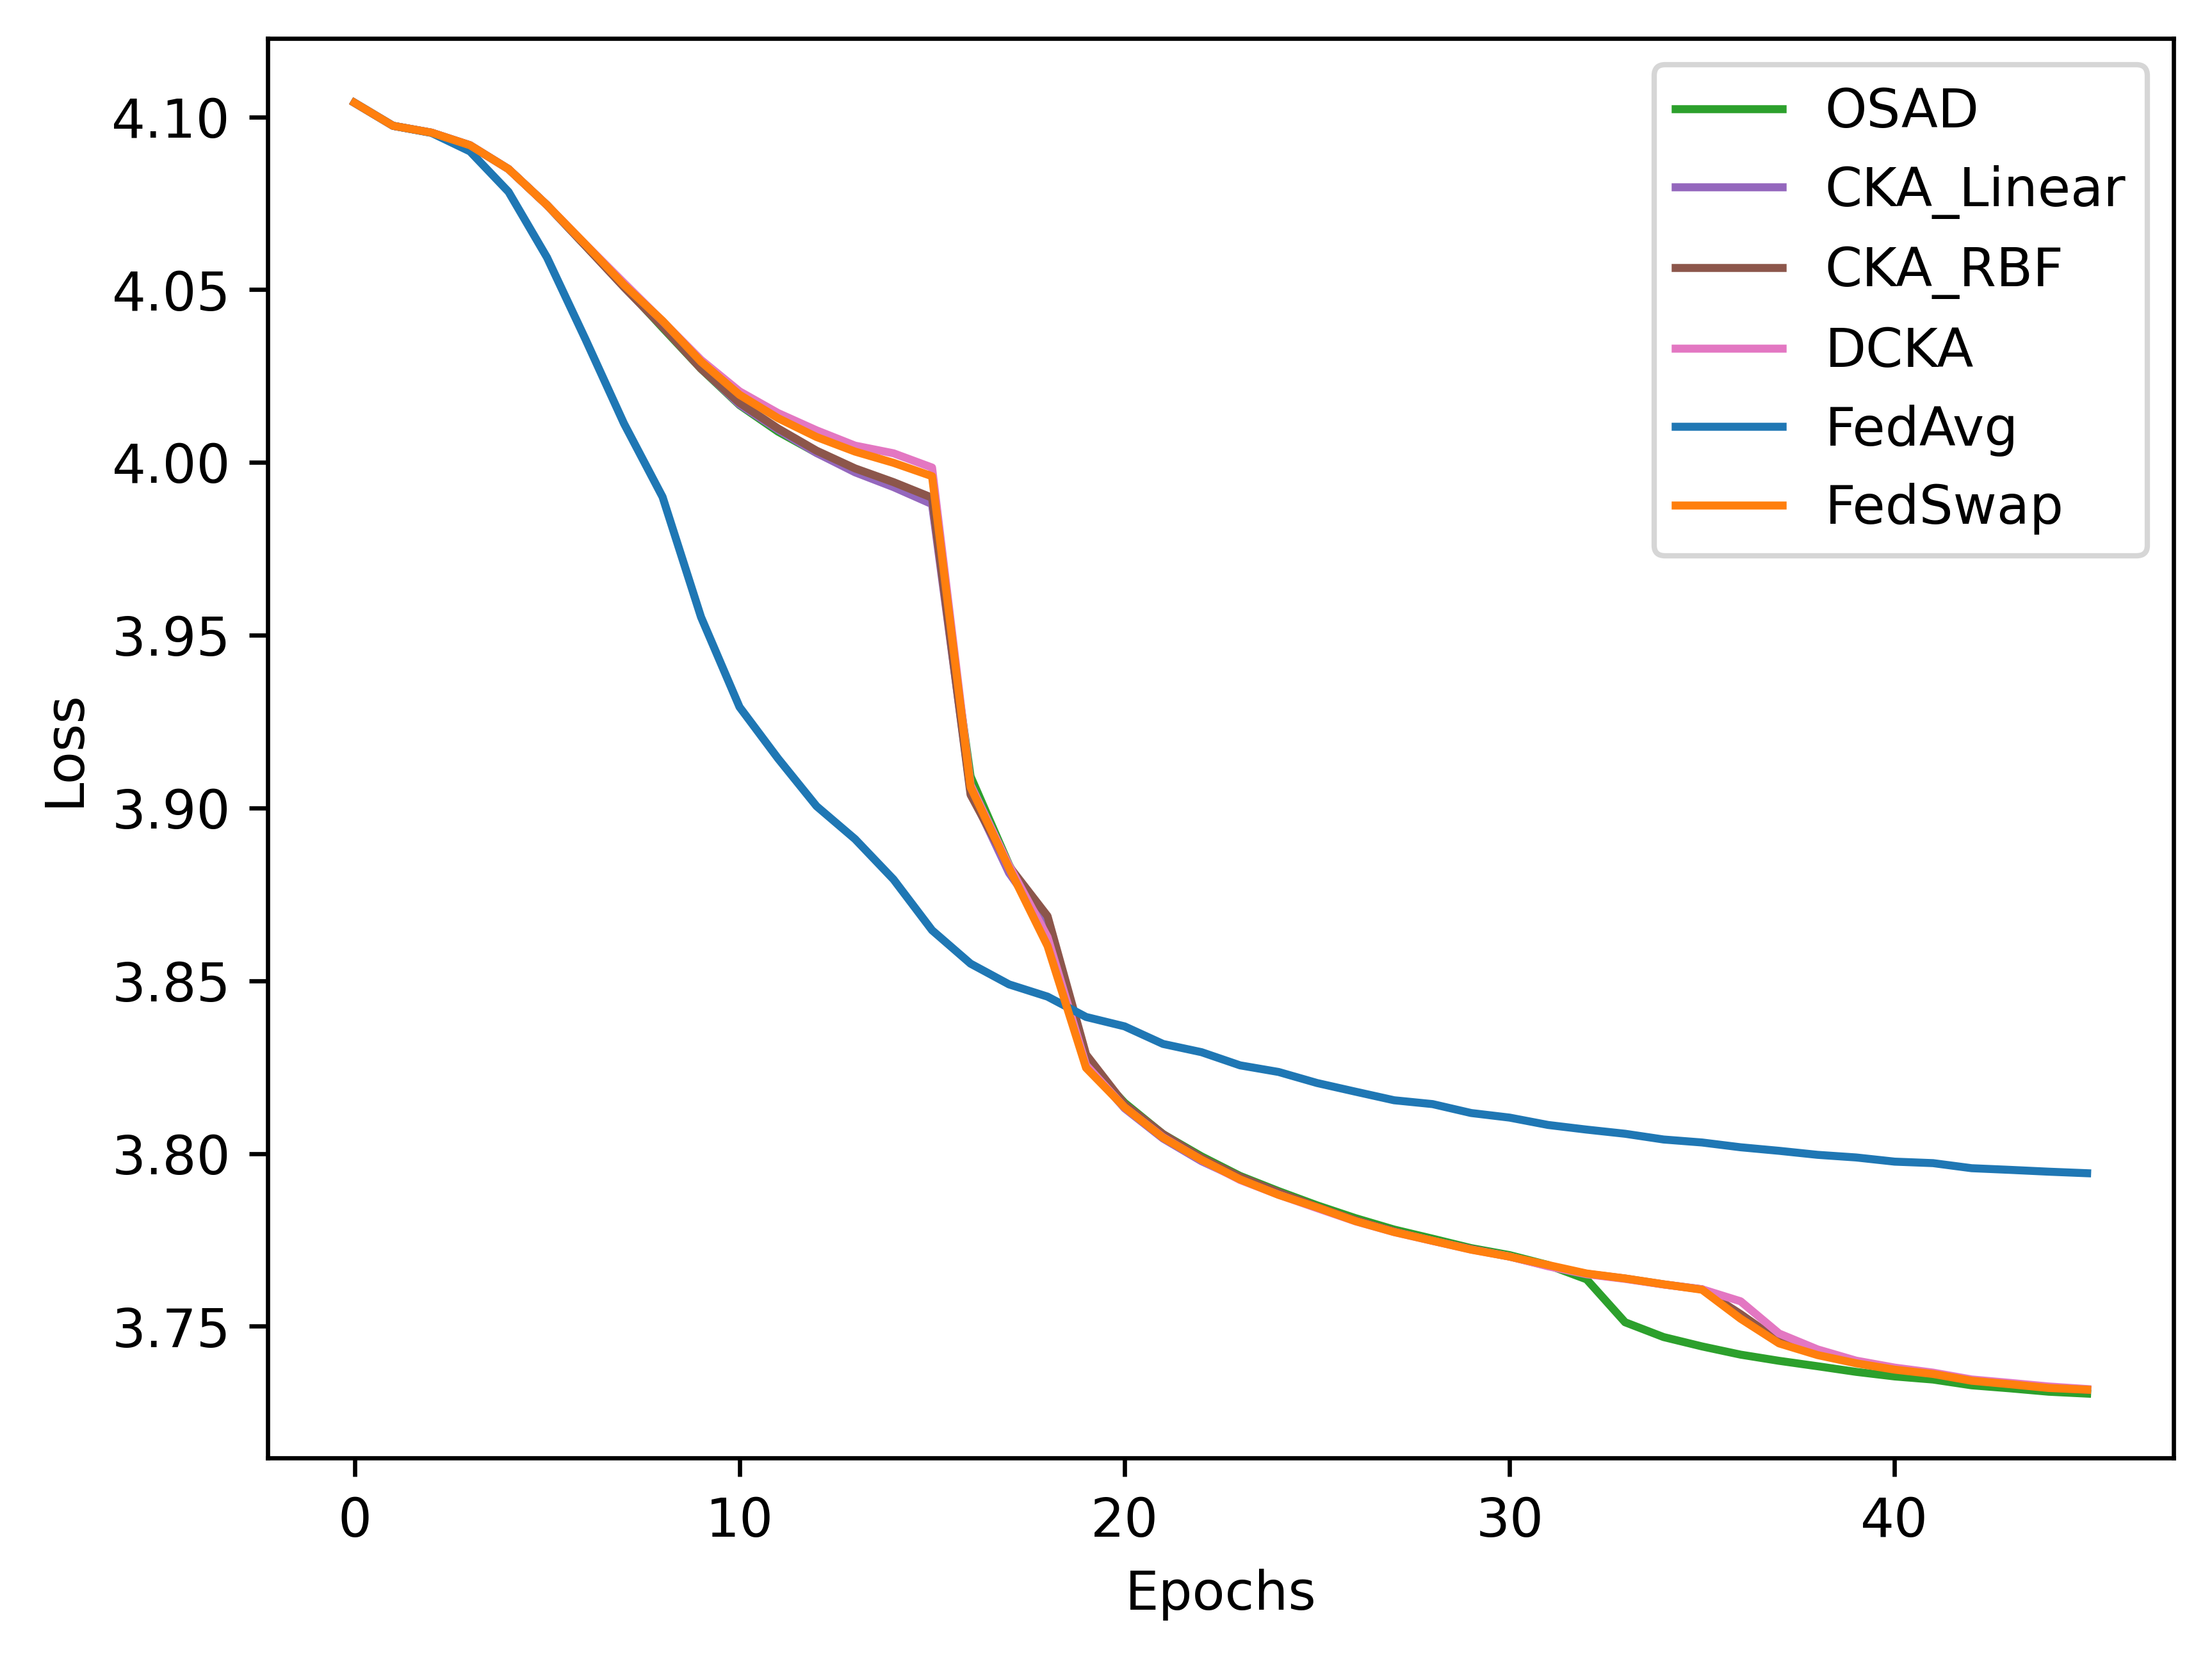 4.10
4.05
4.00
3.95
3.90
3.85
3.80
3.75
Loss
0 10 20 30 40
Epochs
OSAD
CKA_Linear
CKA_RBF
DCKA
FedAvg
FedSwap